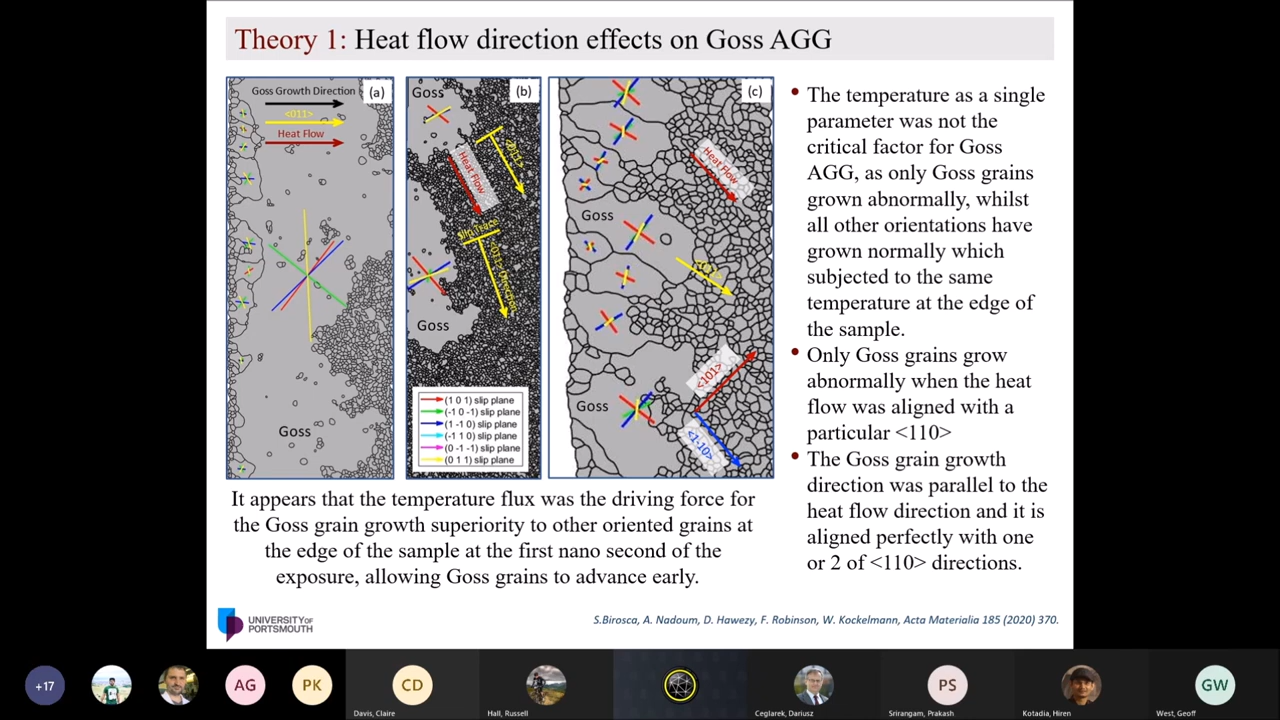 Theory 1: Heat flow direction effects on Goss AGG
Goss Growth Direction
(a)
<011>
Heat Flow
Goss
Goss
(b)
Heat Flow
<011>
Slip Trace
<011> Direction
Goss
(1 0 1) slip plane
(-1 0 -1) slip plane
(1 -1 0) slip plane
(-1 1 0) slip plane
(0 -1 -1) slip plane
(0 1 1) slip plane
(c)
Heat Flow
Goss
Goss
<101>
<1-10>
It appears that the temperature flux was the driving force for
the Goss grain growth superiority to other oriented grains at
the edge of the sample at the first nano second of the
exposure, allowing Goss grains to advance early.
• The temperature as a single
parameter was not the
critical factor for Goss
AGG, as only Goss grains
grown abnormally, whilst
all other orientations have
grown normally which
subjected to the same
temperature at the edge of
the sample.
• Only Goss grains grow
abnormally when the heat
flow was aligned with a
particular <110>
• The Goss grain growth
direction was parallel to the
heat flow direction and it is
aligned perfectly with one
or 2 of <110> directions.
UNIVERSITY OF
PORTSMOUTH
S.Birosca, A. Nadoum, D. Hawezy, F. Robinson, W. Kockelmann, Acta Materialia 185 (2020) 370.
+17
AG
PK
CD
PS
GW
Davis, Claire
Hall, Russell
Ceglarek, Dariusz
Srirangam, Prakash
Kotadia, Hiren
West, Geoff